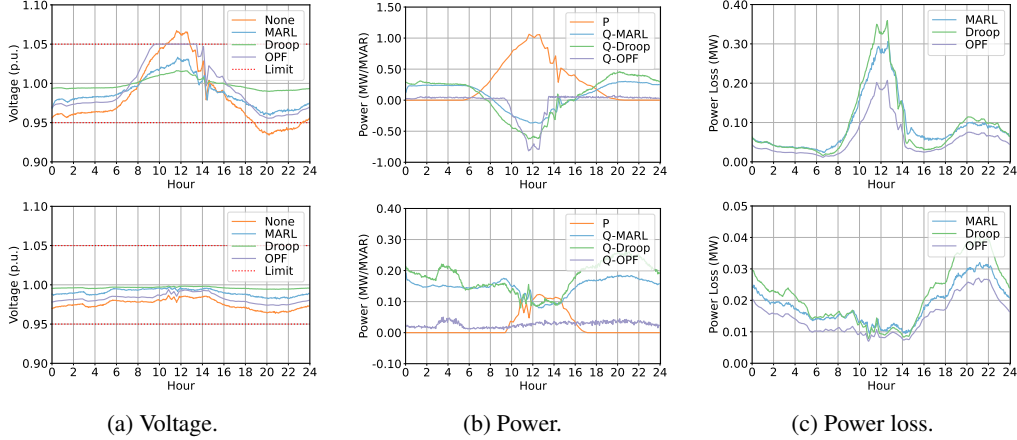 1.10
1.05
1.00
0.95
0.90
Voltage (p.u.)
None
MARL
Droop
OPF
Limit
0 2 4 6 8 10 12 14 16 18 20 22 24
Hour
1.50
1.00
0.50
0.00
-0.50
-1.00
Power (MW/MVAR)
P
Q-MARL
Q-Droop
Q-OPF
0 2 4 6 8 10 12 14 16 18 20 22 24
Hour
0.40
0.30
0.20
0.10
0.00
Power Loss (MW)
MARL
Droop
OPF
0 2 4 6 8 10 12 14 16 18 20 22 24
Hour
1.10
1.05
1.00
0.95
0.90
Voltage (p.u.)
None
MARL
Droop
OPF
Limit
0 2 4 6 8 10 12 14 16 18 20 22 24
Hour
0.40
0.30
0.20
0.10
0.00
-0.10
Power (MW/MVAR)
P
Q-MARL
Q-Droop
Q-OPF
0 2 4 6 8 10 12 14 16 18 20 22 24
Hour
0.05
0.04
0.03
0.02
0.01
0.00
Power Loss (MW)
MARL
Droop
OPF
0 2 4 6 8 10 12 14 16 18 20 22 24
Hour
(a) Voltage.
(b) Power.
(c) Power loss.